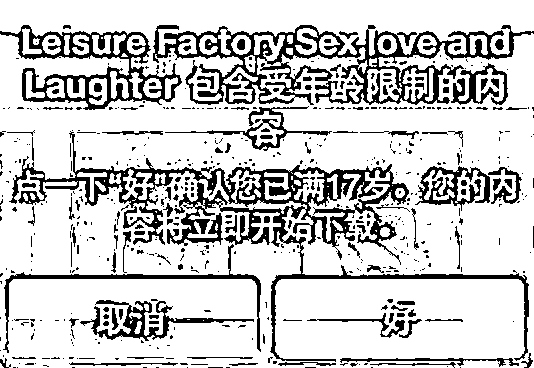 Leisure Factory:Sex,love and
Laughter 包含受年龄限制的内
容
点一下“好”确认您已满17岁。您的内
容将立即开始下载。
取消
好